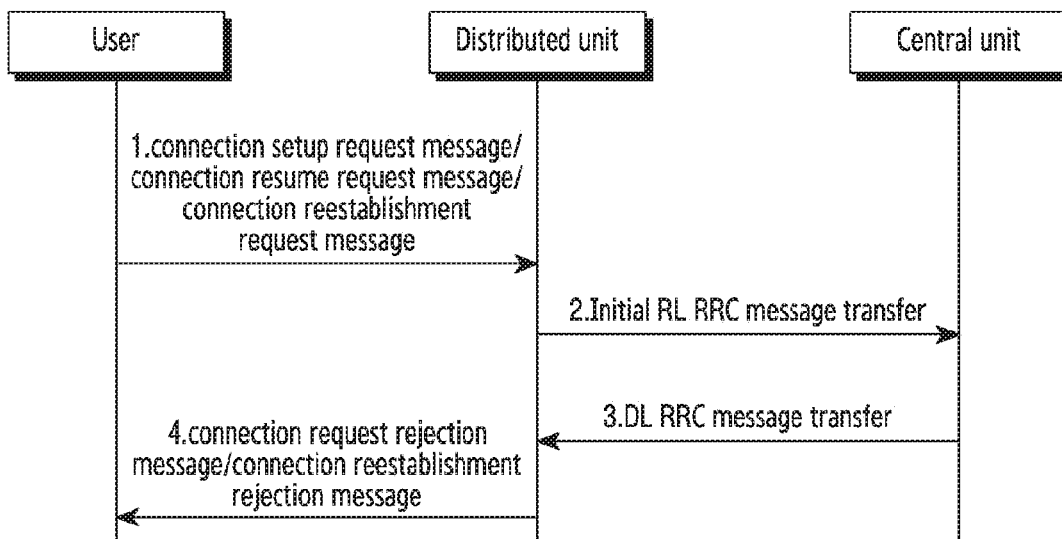 User
Distributed unit
Central unit
1.connection setup request message/
connection resume request message/
connection reestablishment
request message
2.Initial RL RRC message transfer
3.DL RRC message transfer
4.connection request rejection
message/connection reestablishment
rejection message